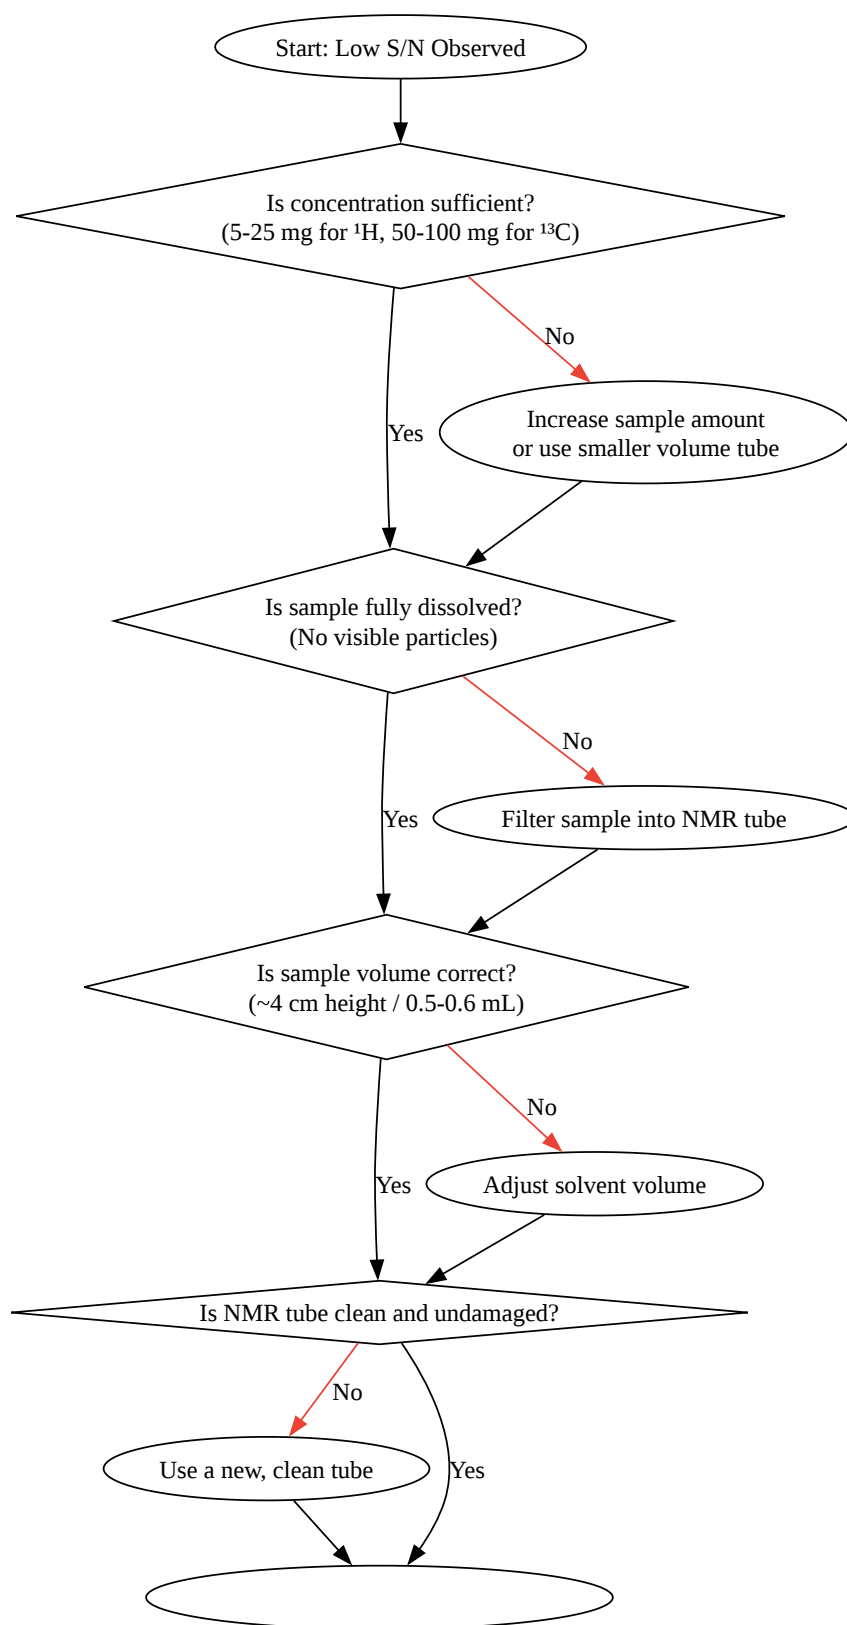 Start: Low S/N Observed
Is concentration sufficient?
(5-25 mg for ¹H, 50-100 mg for ¹³C)
No
Increase sample amount
or use smaller volume tube
Yes
Is sample fully dissolved?
(No visible particles)
No
Filter sample into NMR tube
Yes
Is sample volume correct?
(~4 cm height / 0.5-0.6 mL)
No
Adjust solvent volume
Yes
Is NMR tube clean and undamaged?
No
Use a new, clean tube
Yes